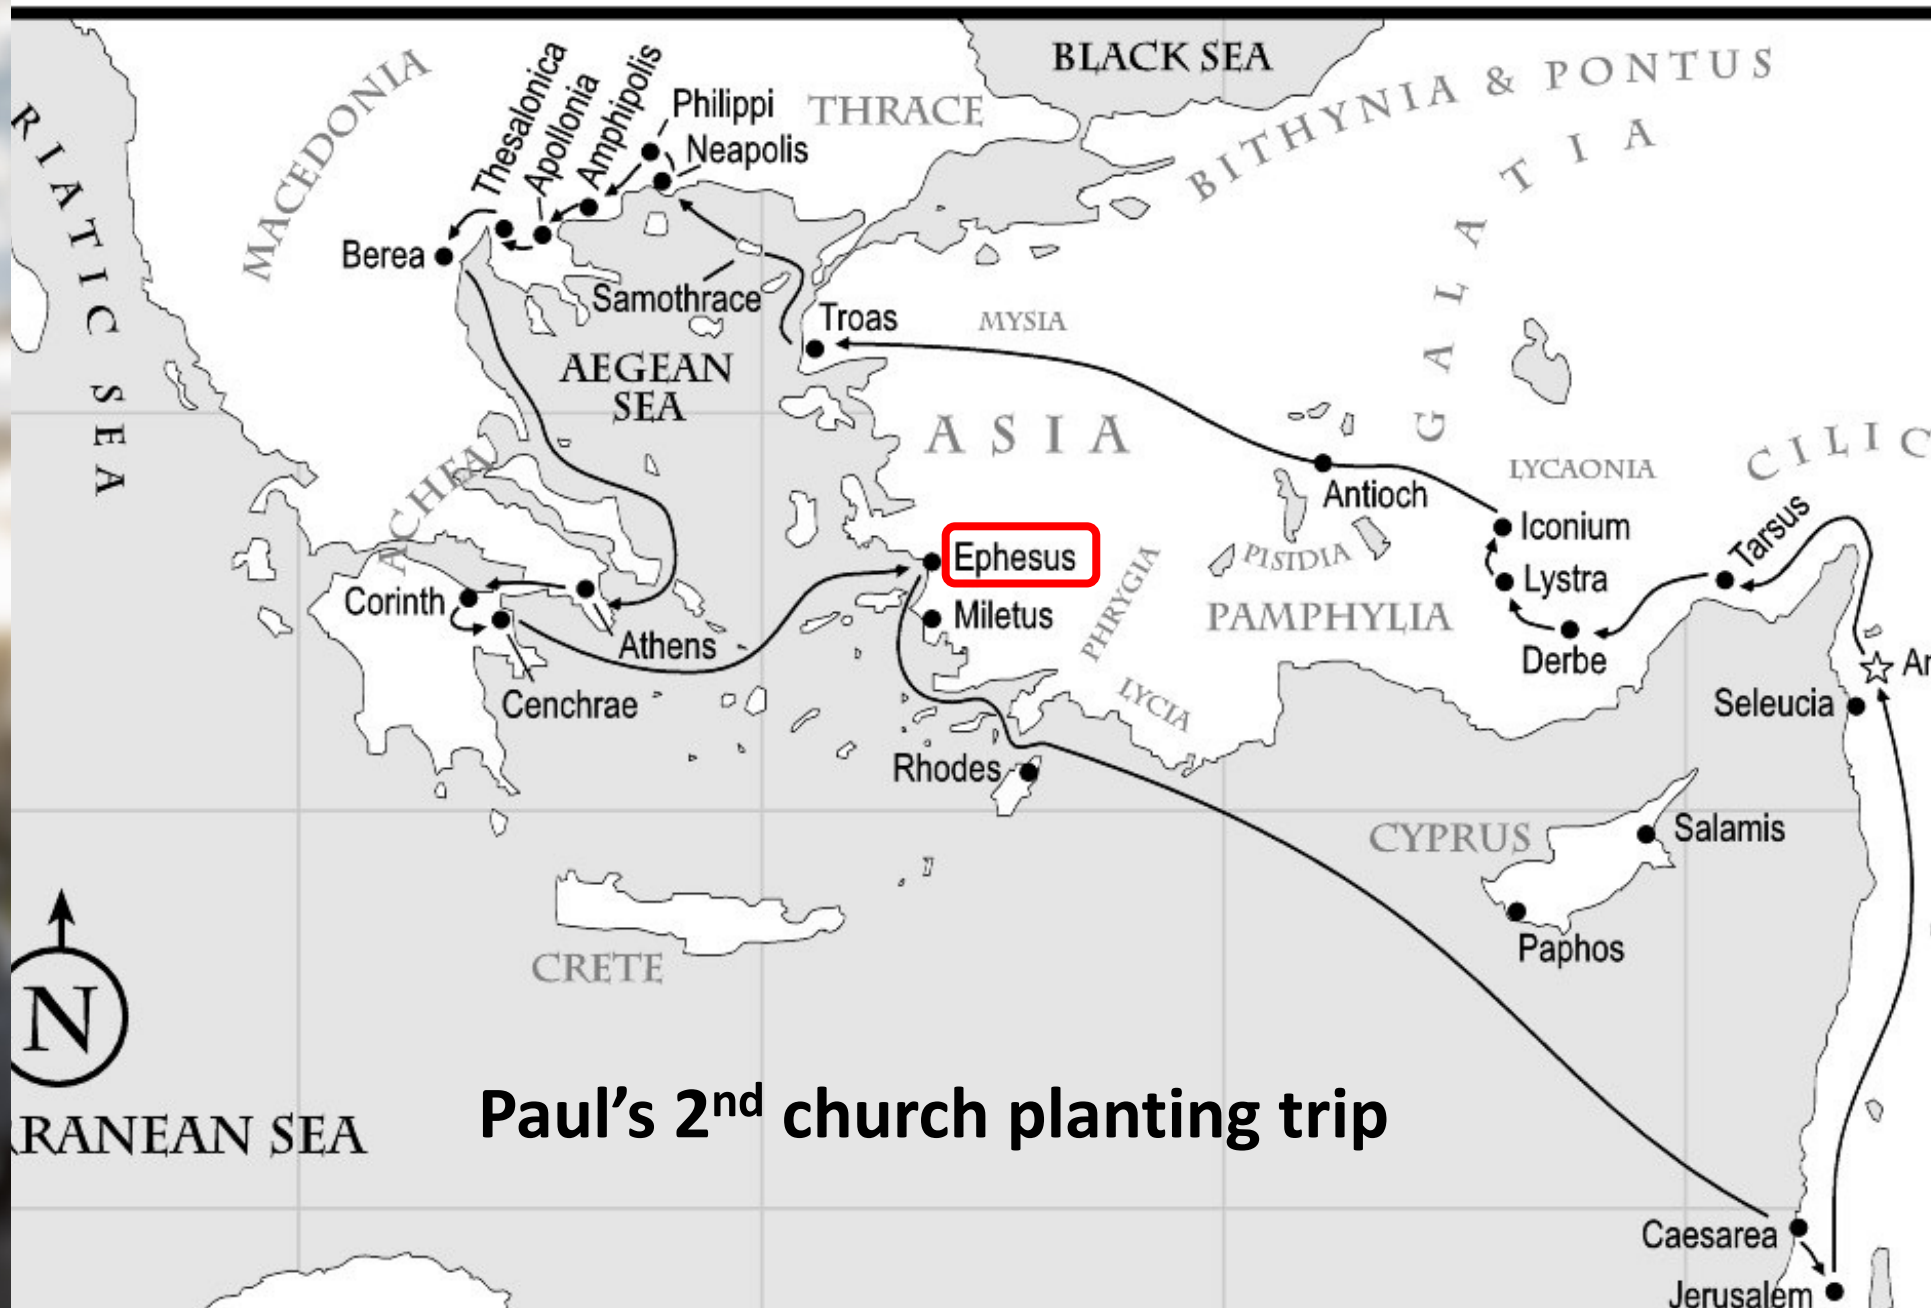 BLACK SEA
BITHYNIA & PONTUS
MACEDONIA
Thesalonica
Apollonia
Amphipolis
Philippi
THRACE
Neapolis
RIATIC SEA
GALATIA
Berea
Samothrace
Troas
MYSIA
AEGEAN
SEA
ASIA
ACHEA
Antioch
LYCAONIA
CILIC
Iconium
Tarsus
Ephesus
PISIDIA
Lystra
PHRYGIA
Corinth
Miletus
PAMPHYLIA
Athens
Derbe
An
Cenchrae
LYCIA
Seleucia
Rhodes
CYPRUS
Salamis
Paphos
CRETE
N
Paul's 2nd church planting trip
RRANEAN SEA
Caesarea
Jerusalem